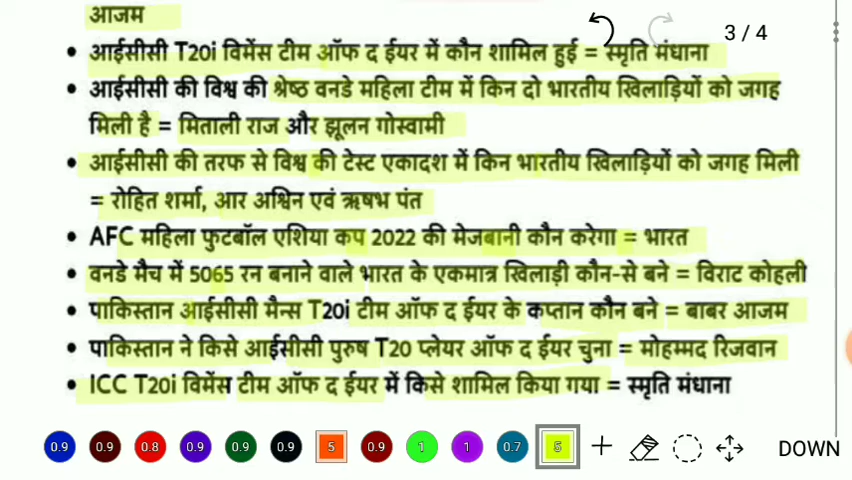 आजम
3 / 4
• आईसीसी T20i विमेंस टीम ऑफ द ईयर में कौन शामिल हुई = स्मृति मंधाना
• आईसीसी की विश्व की श्रेष्ठ वनडे महिला टीम में किन दो भारतीय खिलाड़ियों को जगह
मिली है = मिताली राज और झूलन गोस्वामी
• आईसीसी की तरफ से विश्व की टेस्ट एकादश में किन भारतीय खिलाड़ियों को जगह मिली
= रोहित शर्मा, आर अश्विन एवं ऋषभ पंत
• AFC महिला फुटबॉल एशिया कप 2022 की मेजबानी कौन करेगा = भारत
• वनडे मैच में 5065 रन बनाने वाले भारत के एकमात्र खिलाड़ी कौन-से बने = विराट कोहली
• पाकिस्तान आईसीसी मैन्स T20i टीम ऑफ द ईयर के कप्तान कौन बने = बाबर आजम
• पाकिस्तान ने किसे आईसीसी पुरुष T20 प्लेयर ऑफ द ईयर चुना = मोहम्मद रिजवान
• ICC T20i विमेंस टीम ऑफ द ईयर में किसे शामिल किया गया = स्मृति मंधाना
0.9 0.9 0.8 0.9 0.9 0.9 5 0.9 1 1 0.7 5 DOWN